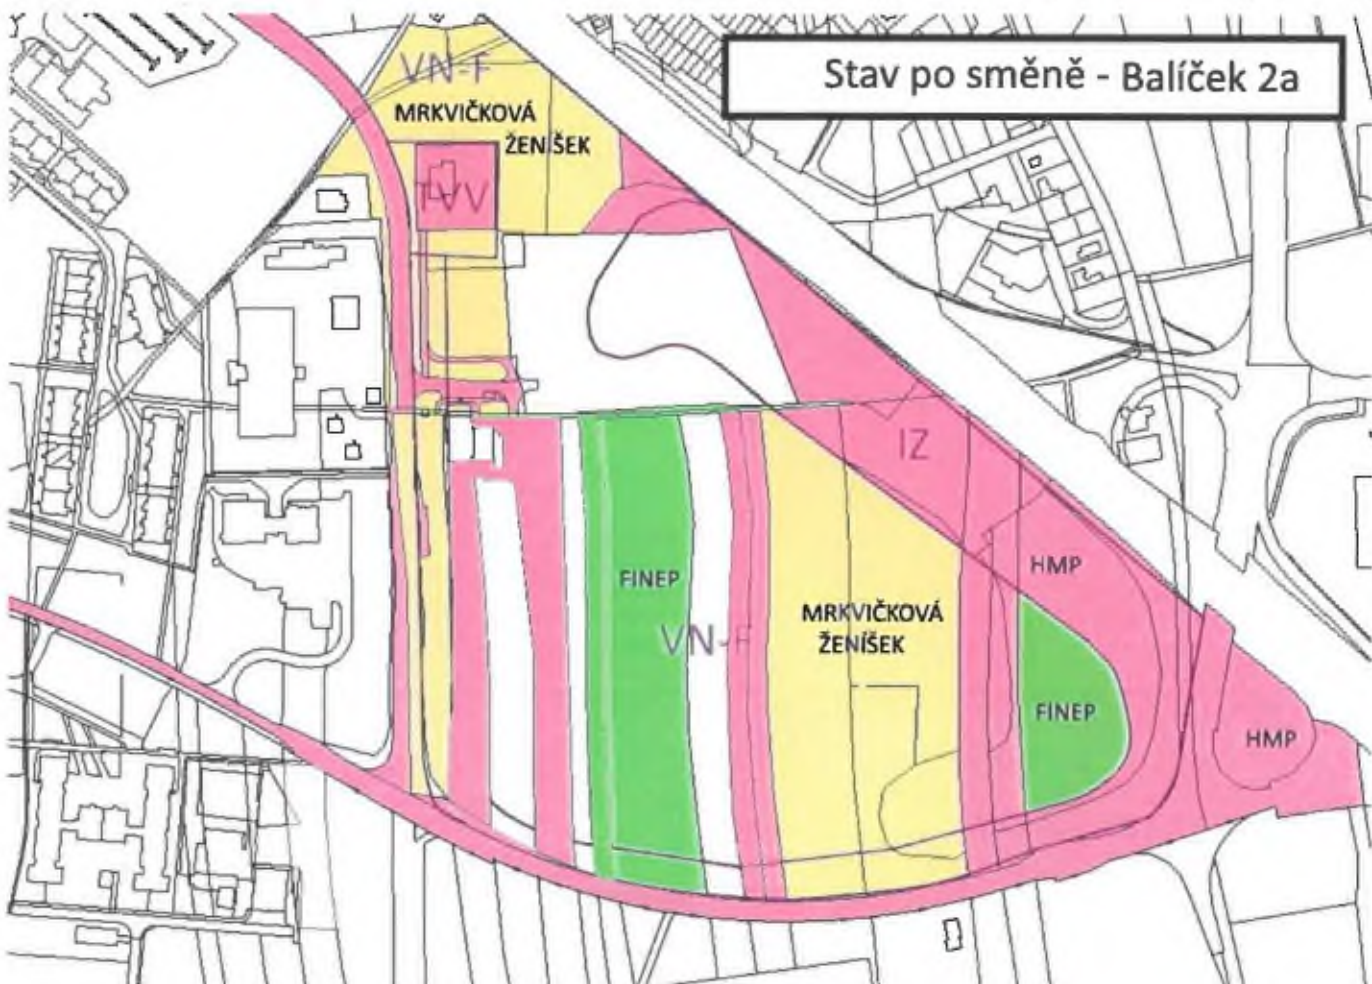 Stav po směně - Balíček 2a
VN-F
MRKVIČKOVÁ
ŽENÍŠEK
TVV
IZ
HMP
FINEP
VN-F
MRKVIČKOVÁ
ŽENÍŠEK
FINEP
HMP